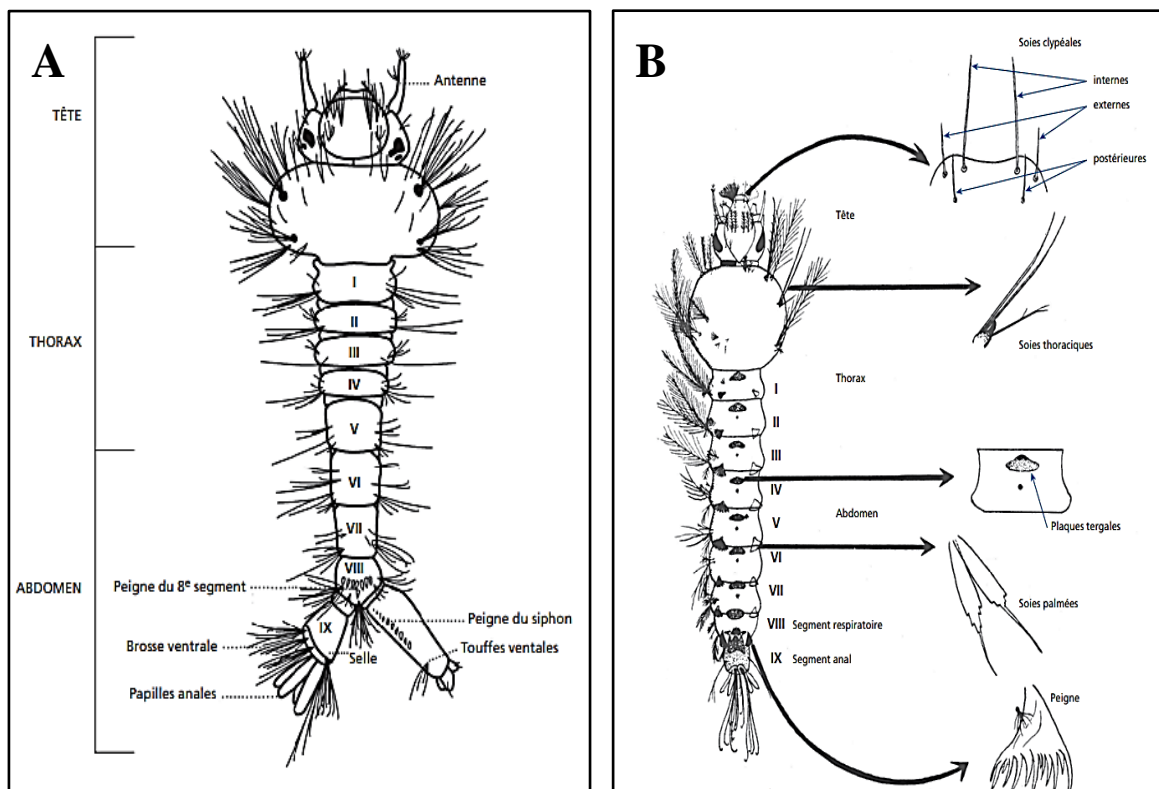 A
TÊTE
THORAX
ABDOMEN
Antenne
I
II
III
IV
V
VI
VII
VIII
IX
Peigne du 8e segment
Brosse ventrale
Selle
Papilles anales
Peigne du siphon
Touffes ventales
B
Soies clypéales
internes
externes
postérieures
Tête
Soies thoraciques
Thorax
I
II
III
IV
Abdomen
V
VI
VII
VIII Segment respiratoire
IX Segment anal
Plaques tergales
Soies palmées
Peigne